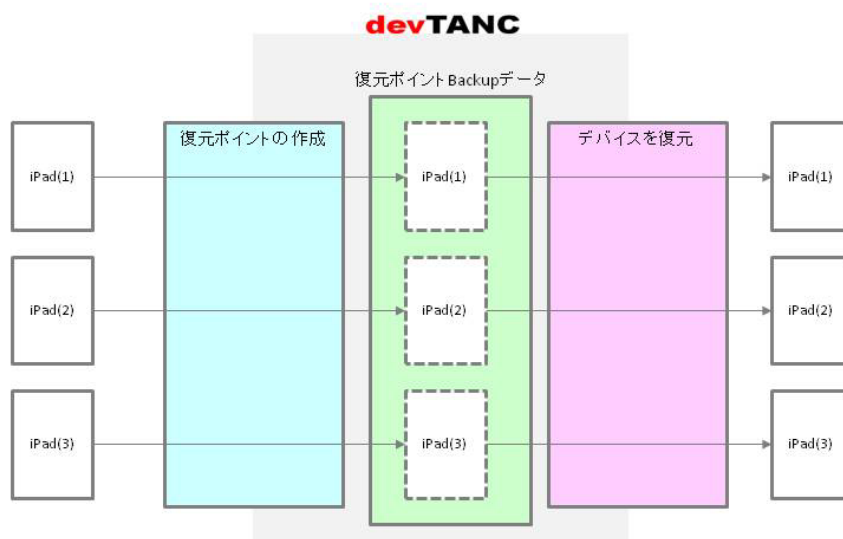 devTANC
復元ポイントBackupデータ
復元ポイントの作成
デバイスを復元
iPad(1)
iPad(1)
iPad(1)
iPad(2)
iPad(2)
iPad(2)
iPad(3)
iPad(3)
iPad(3)